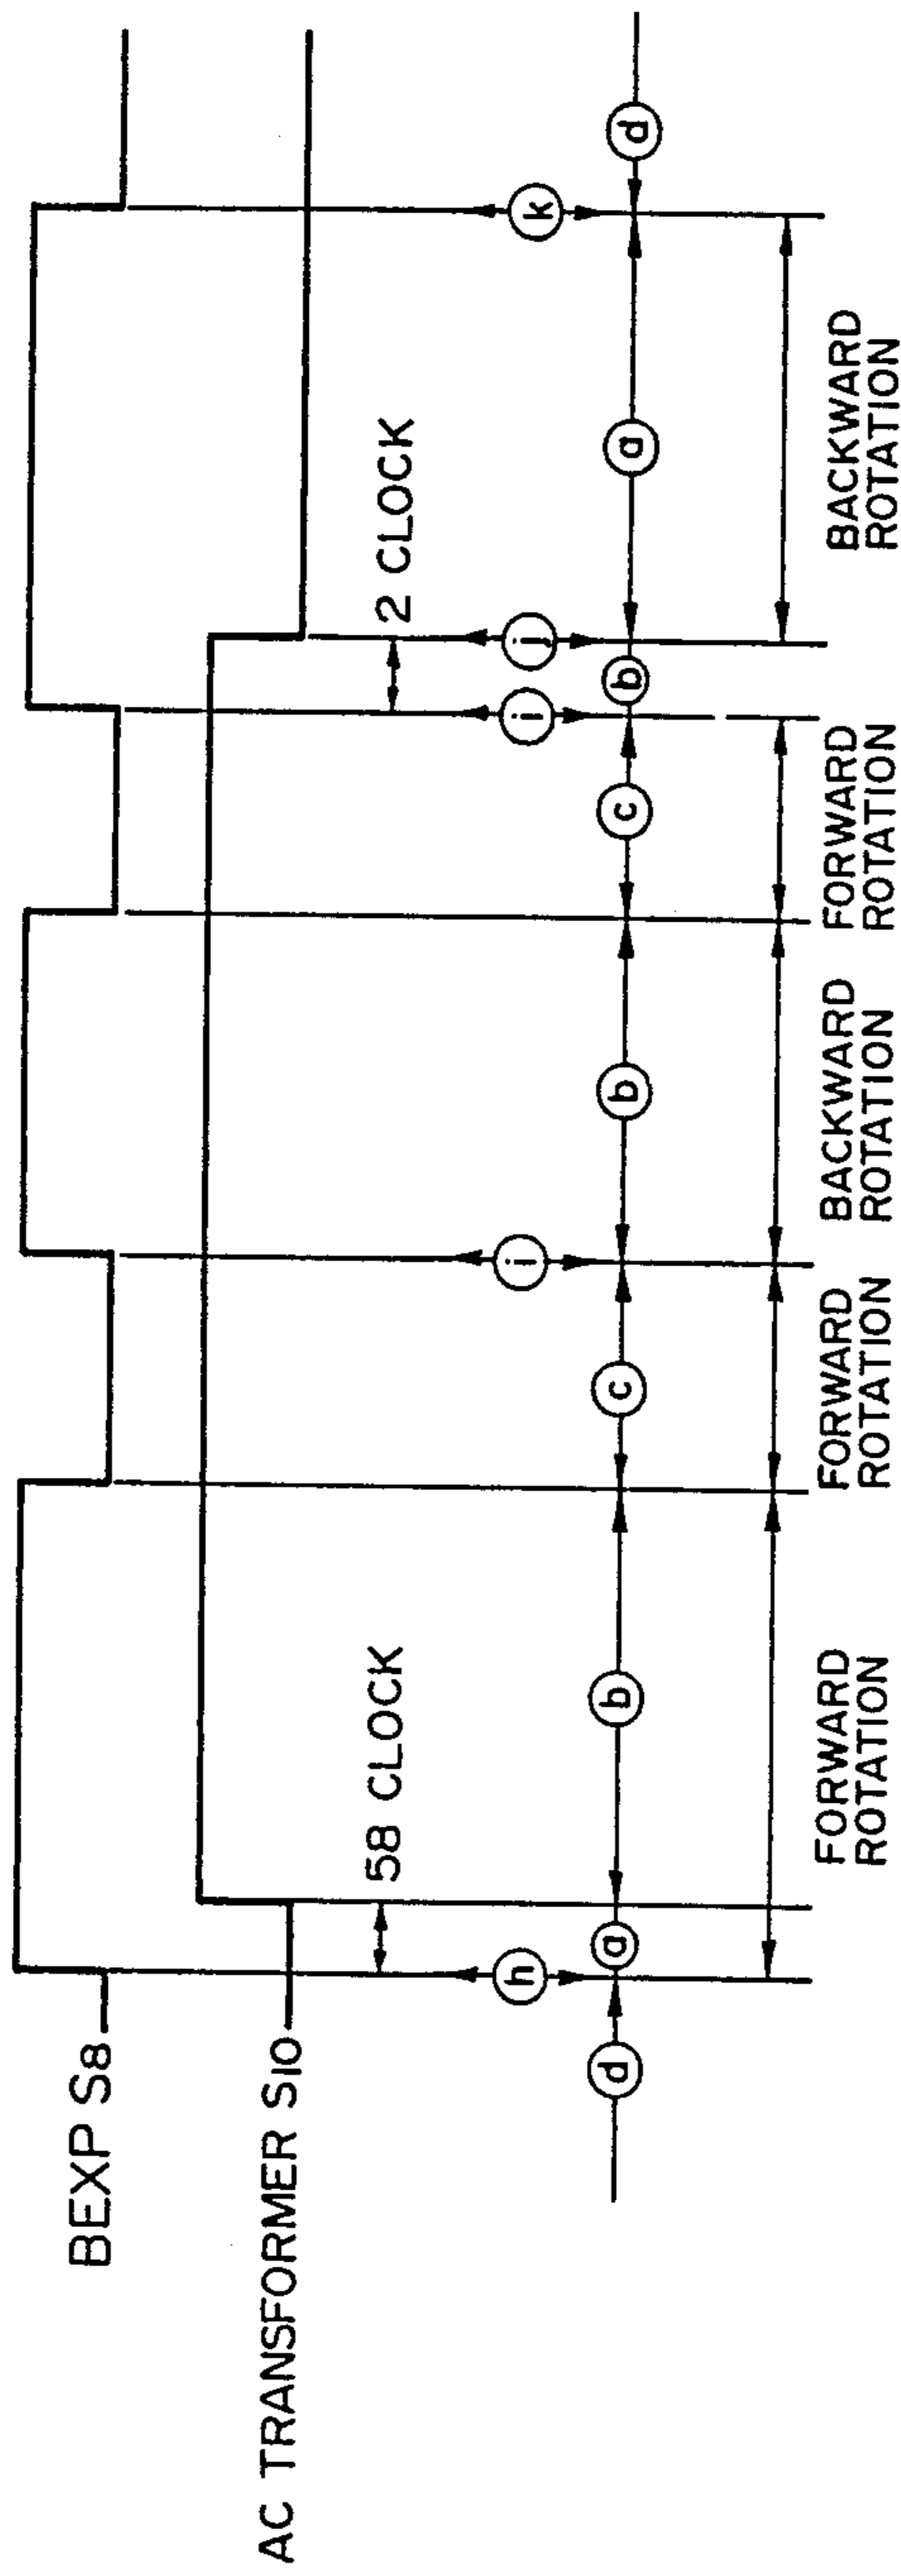 BEXP S8
AC TRANSFORMER S10
58 CLOCK
2 CLOCK
h
i
i
j
k
d
a
b
c
b
c
b
a
d
FORWARD
ROTATION
FORWARD
ROTATION
BACKWARD
ROTATION
FORWARD
ROTATION
BACKWARD
ROTATION